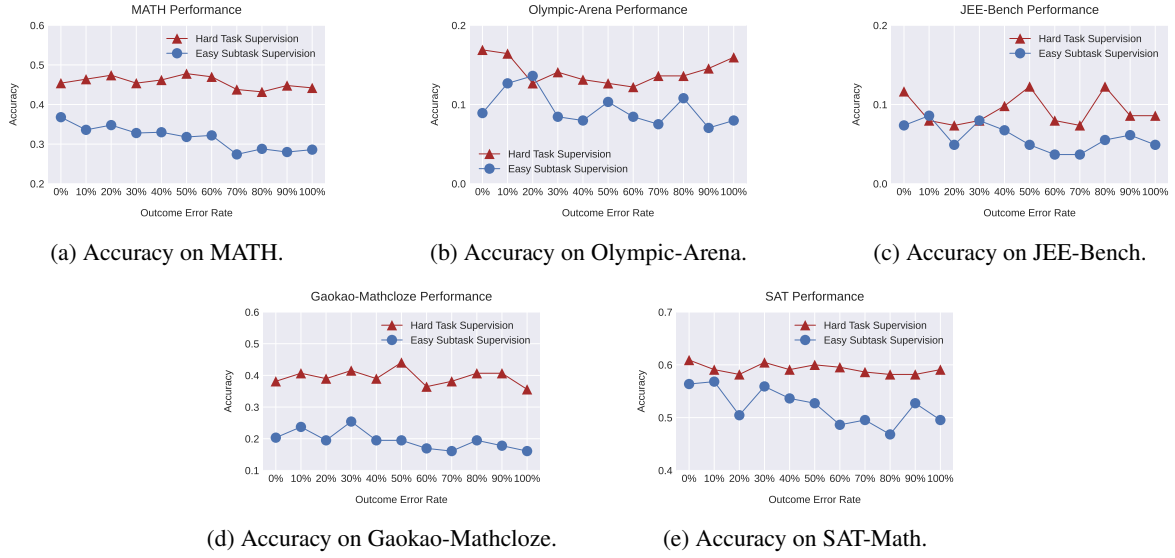 MATH Performance
0.6
0.5
0.4
0.3
0.2
Accuracy
Hard Task Supervision
Easy Subtask Supervision
0% 10% 20% 30% 40% 50% 60% 70% 80% 90% 100%
Outcome Error Rate
(a) Accuracy on MATH.
Olympic-Arena Performance
0.2
0.1
0.0
Accuracy
Hard Task Supervision
Easy Subtask Supervision
0% 10% 20% 30% 40% 50% 60% 70% 80% 90% 100%
Outcome Error Rate
(b) Accuracy on Olympic-Arena.
JEE-Bench Performance
0.2
0.1
0.0
Accuracy
Hard Task Supervision
Easy Subtask Supervision
0% 10% 20% 30% 40% 50% 60% 70% 80% 90% 100%
Outcome Error Rate
(c) Accuracy on JEE-Bench.
Gaokao-Mathcloze Performance
0.6
0.5
0.4
0.3
0.2
0.1
Accuracy
Hard Task Supervision
Easy Subtask Supervision
0% 10% 20% 30% 40% 50% 60% 70% 80% 90% 100%
Outcome Error Rate
(d) Accuracy on Gaokao-Mathcloze.
SAT Performance
0.7
0.6
0.5
0.4
Accuracy
Hard Task Supervision
Easy Subtask Supervision
0% 10% 20% 30% 40% 50% 60% 70% 80% 90% 100%
Outcome Error Rate
(e) Accuracy on SAT-Math.